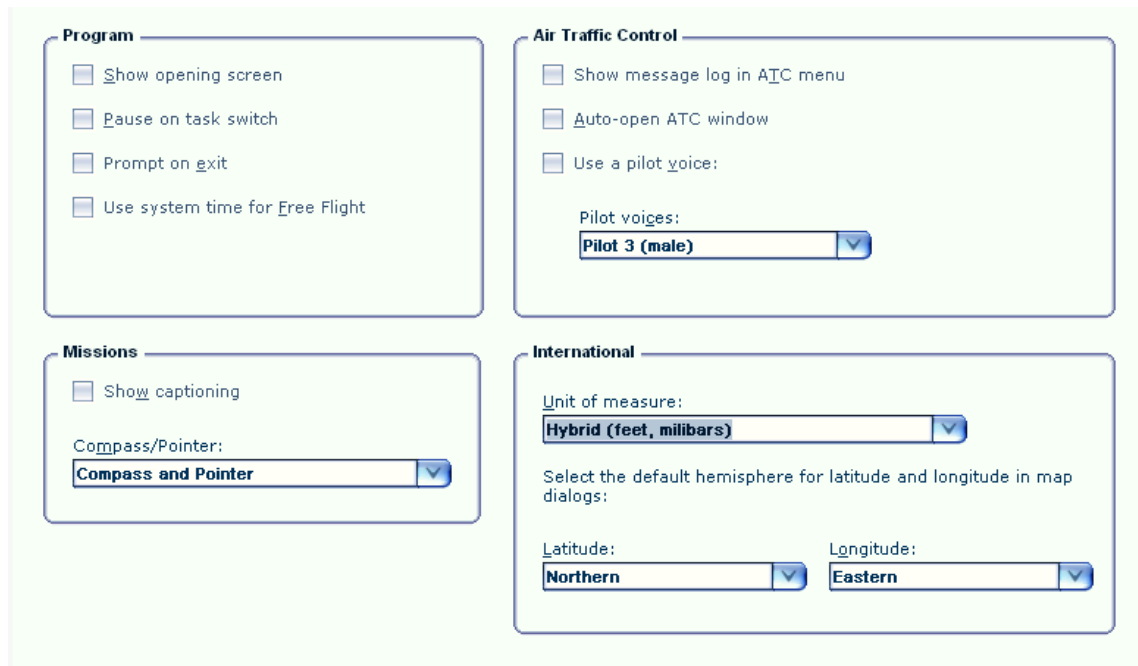 Program
Show opening screen
Pause on task switch
Prompt on exit
Use system time for Free Flight
Air Traffic Control
Show message log in ATC menu
Auto-open ATC window
Use a pilot voice:
Pilot voices:
Pilot 3 (male)
Missions
Show captioning
Compass/Pointer:
Compass and Pointer
International
Unit of measure:
Hybrid (feet, milibars)
Select the default hemisphere for latitude and longitude in map
dialogs:
Latitude:
Northern
Longitude:
Eastern